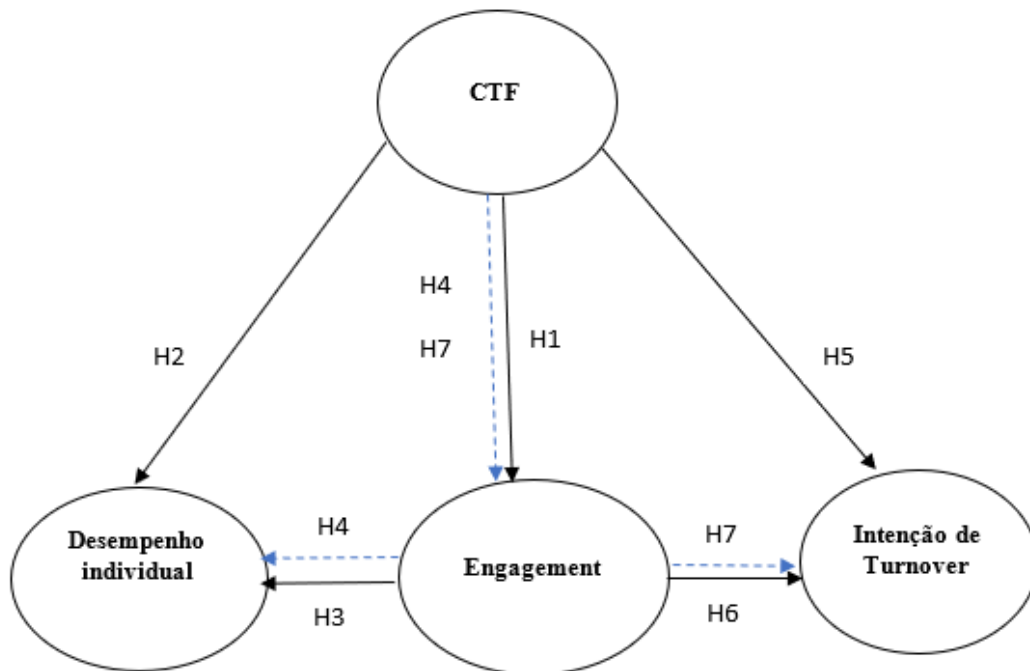 CTF
H4
H7
H1
H2
H5
Desempenho
individual
H4
H3
Engagement
H7
H6
Intenção de
Turnover